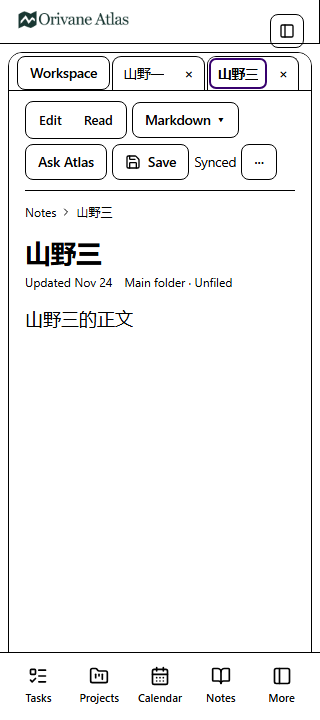 Orivane Atlas
Workspace 山野一 × 山野三 ×
Edit Read Markdown ▾
Ask Atlas Save Synced ···
Notes > 山野三
山野三
Updated Nov 24 Main folder · Unfiled
山野三的正文
Tasks Projects Calendar Notes More